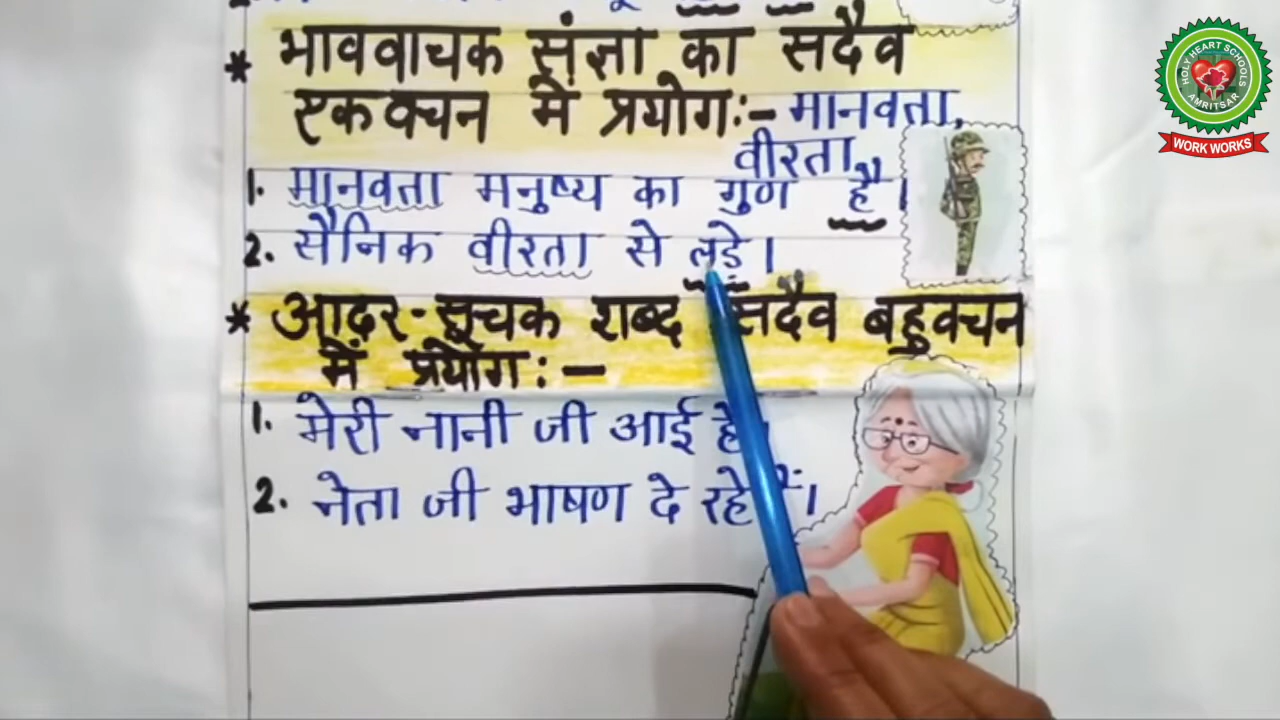 * भाववाचक संज्ञा का सदैव
एकवचन में प्रयोगः- मानवता,
वीरता
1. मानवता मनुष्य का गुण है।
2. सैनिक वीरता से लड़े।
* आदर-सूचक शब्द सदैव बहुवचन
में प्रयोग : -
1. मेरी नानी जी आई
2. नेता जी भाषण दे रहे हैं।
HOLY HEART SCHOOLS
AMRITSAR
WORK WORKS